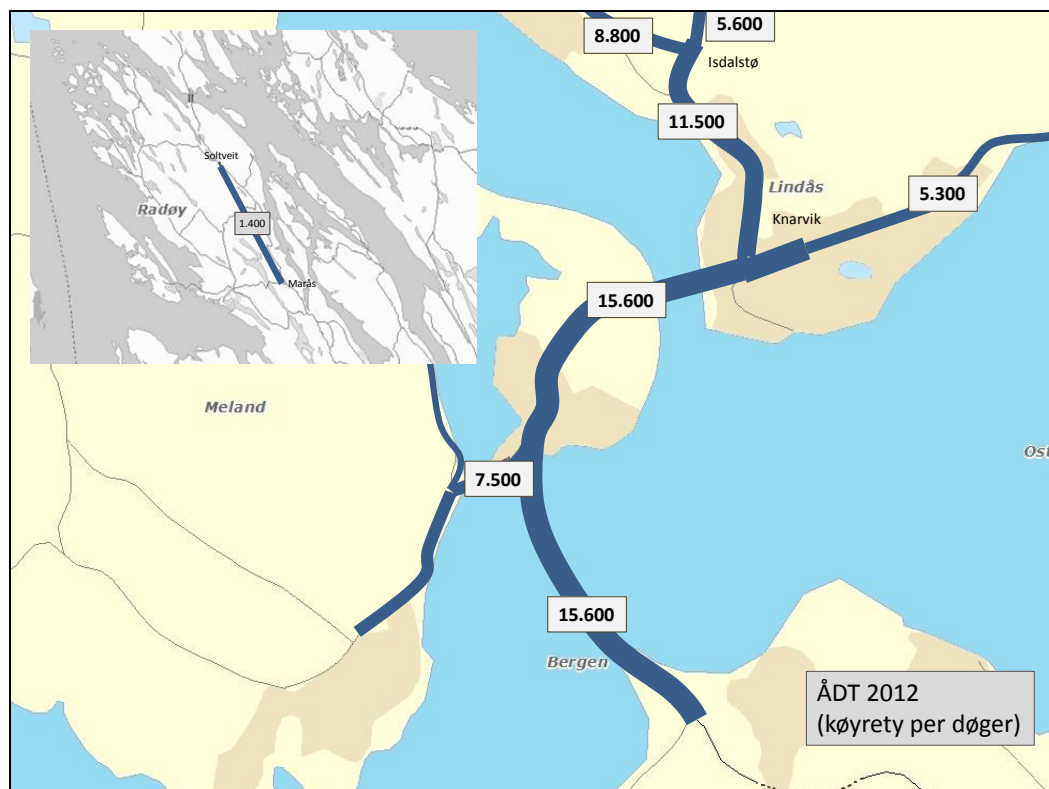 5.600
8.800
Isdalstø
11.500
Lindås
5.300
Knarvik
15.600
Soltveit
Radøy
1.400
Marås
Meland
Ost
7.500
15.600
Bergen
ÅDT 2012
(køyrety per døger)